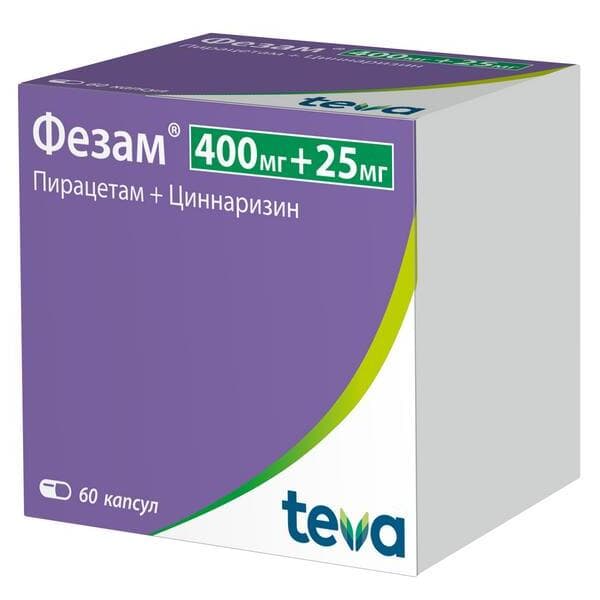 Фезам® 400мг+25мг
Пирацетам + Циннаризин
60 капсул
teva
Фезам® 400мг+25мг
Пирацетам + Циннаризин
60 капсул
teva